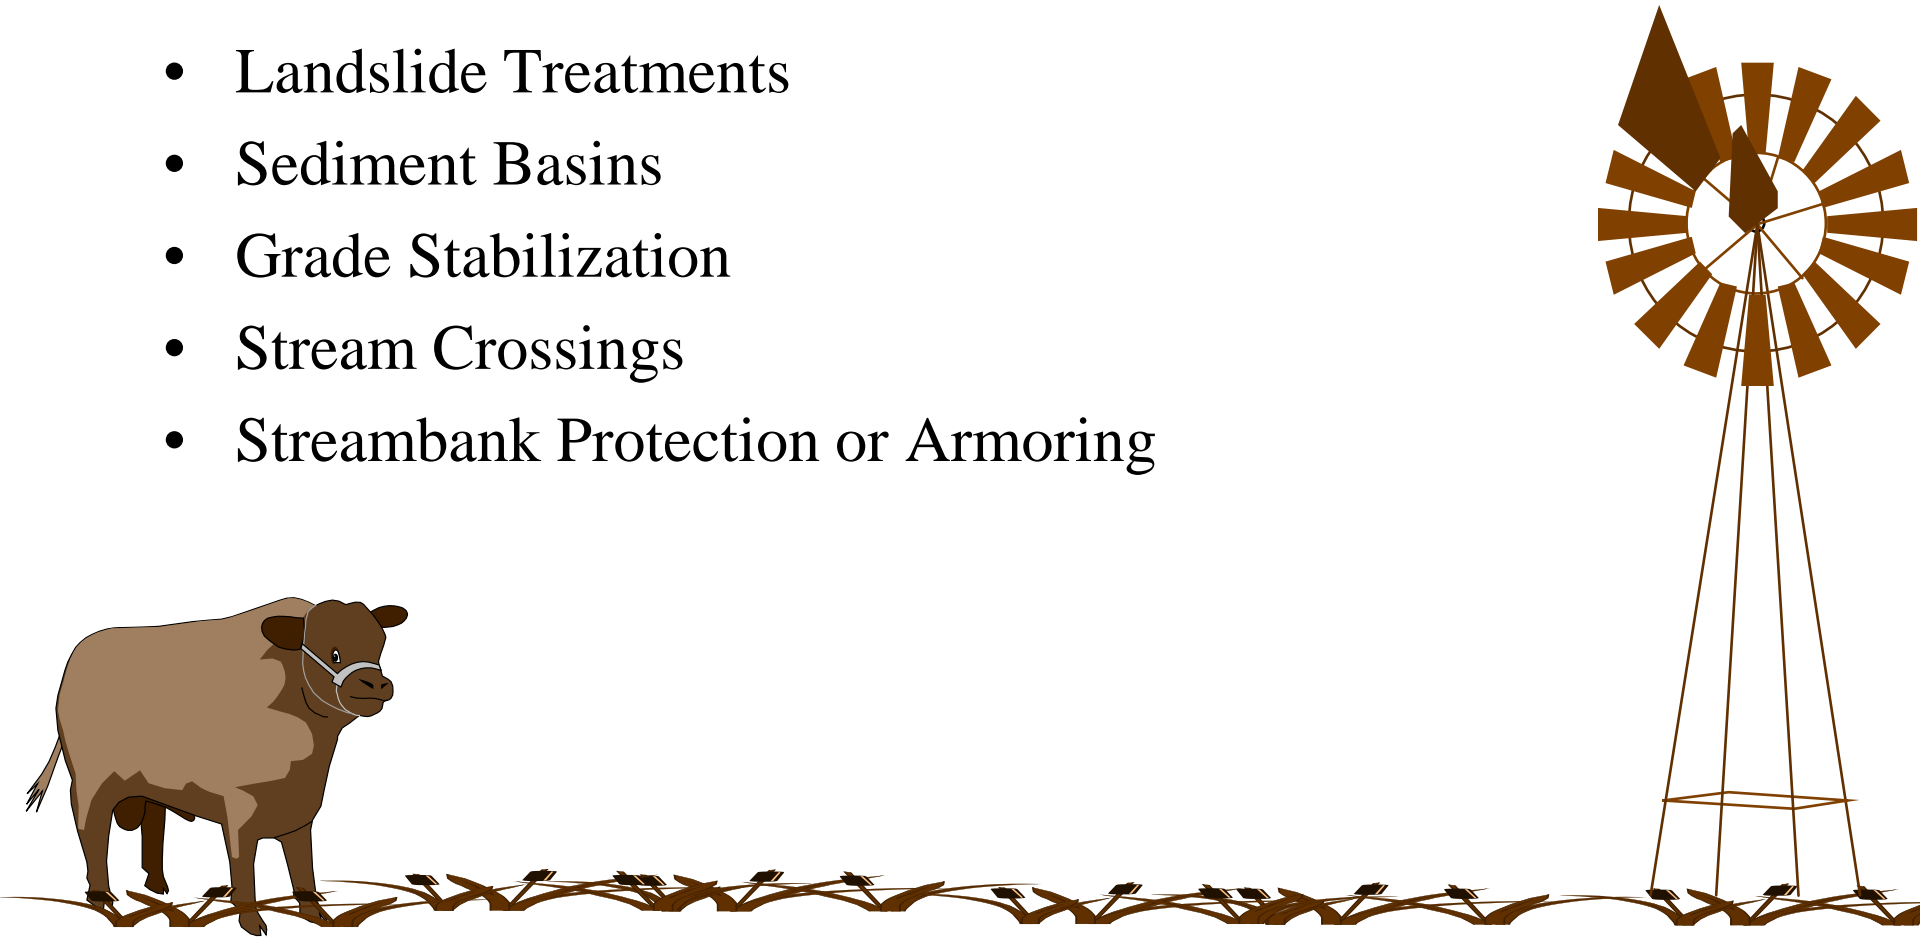 • Landslide Treatments
• Sediment Basins
• Grade Stabilization
• Stream Crossings
• Streambank Protection or Armoring